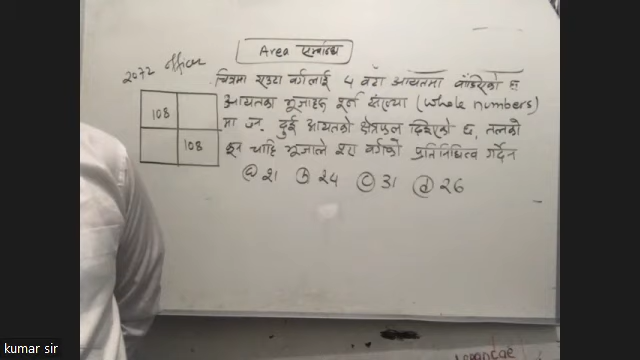 Area सम्बन्धि
2072 officer
चित्रमा एउटा वर्गलाई 4 वटा आयतमा बाँडिएको छ
आयतका भूजाहरु पूर्ण संख्या (whole numbers)
मा छन्. दुई आयतको क्षेत्रफल दिइएको छ, तलको
कुन चाहि भूजाले वर्गको प्रतिनिधित्व गर्दैन
108
108
ⓐ 21 ⓑ 24 ⓒ 31 ⓓ 26
kumar sir